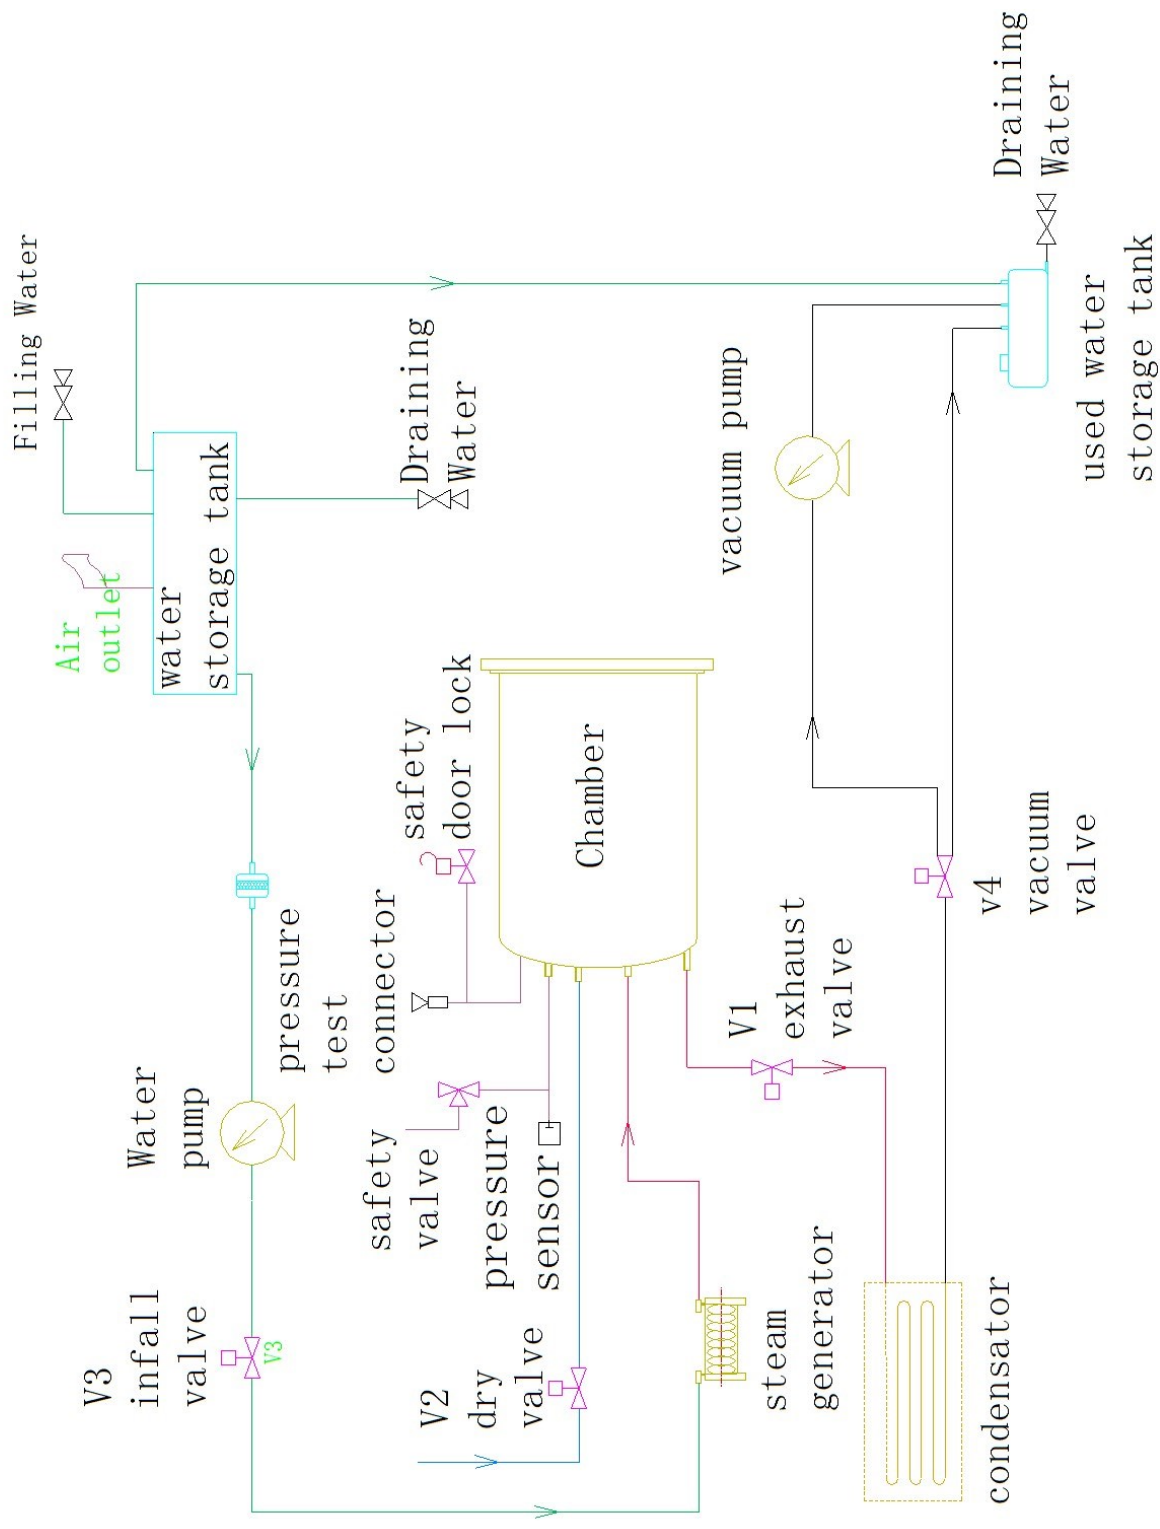 Filling Water
Air
outlet
water
storage tank
Draining
Water
Draining
Water
used water
storage tank
vacuum pump
safety
door lock
Chamber
pressure
test
connector
Water
pump
V3
infall
valve
V3
safety
valve
pressure
sensor
V2
dry
valve
V1
exhaust
valve
v4
vacuum
valve
steam
generator
condensator